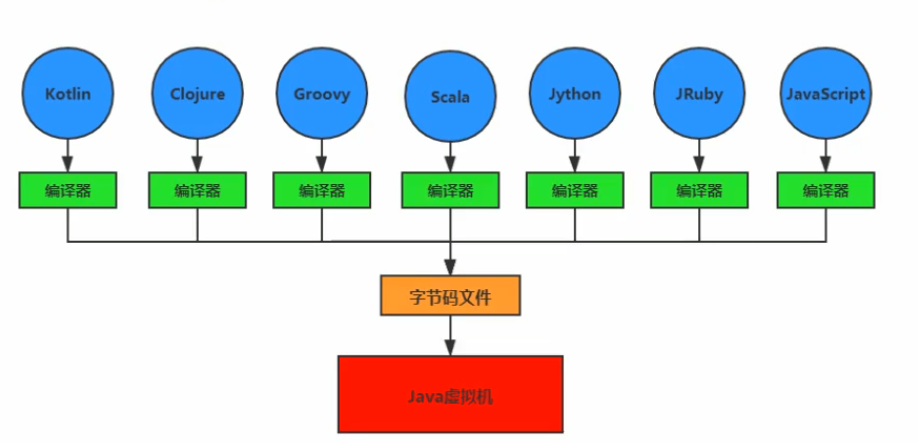 Kotlin
Clojure
Groovy
Scala
Jython
JRuby
JavaScript
编译器
编译器
编译器
编译器
编译器
编译器
编译器
字节码文件
Java虚拟机